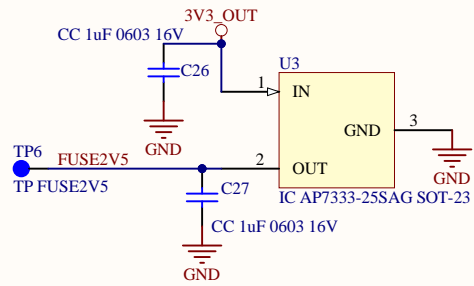 3V3_OUT
CC 1uF 0603 16V
U3
C26
1
IN
GND
GND
3
TP6
FUSE2V5
2
OUT
GND
TP FUSE2V5
C27
IC AP7333-25SAG SOT-23
CC 1uF 0603 16V
GND